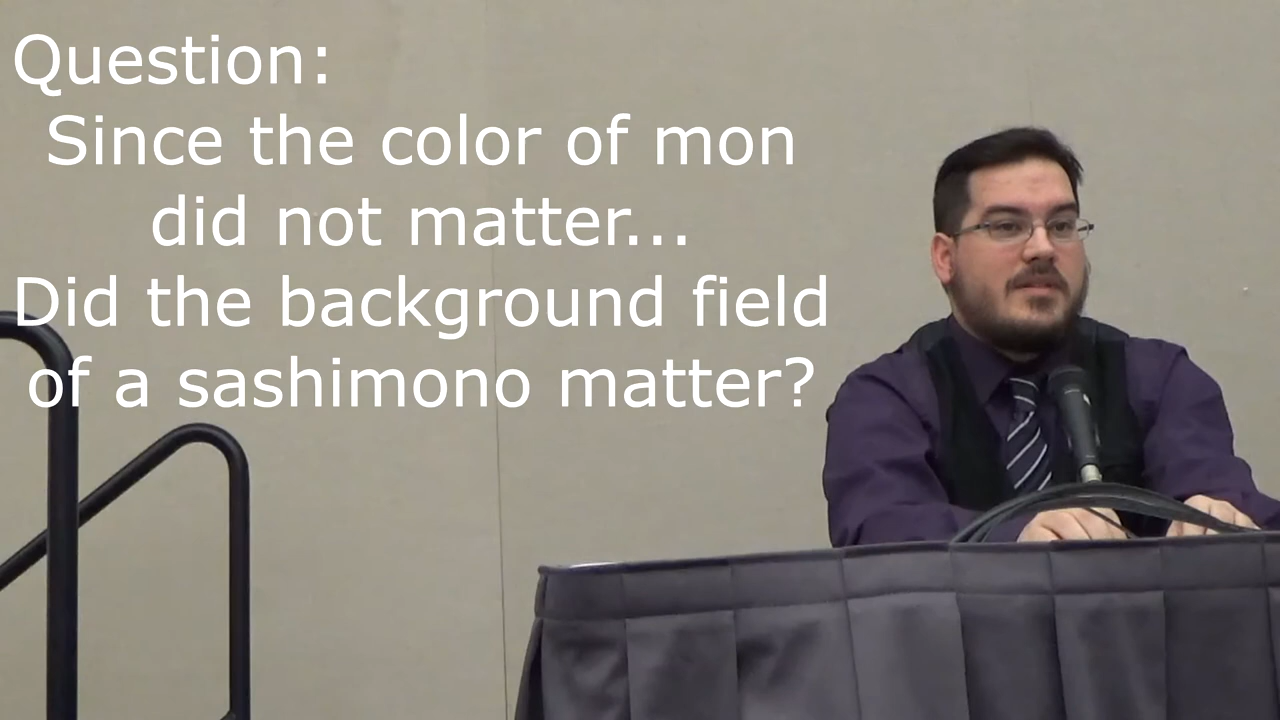 Question:
Since the color of mon
did not matter...
Did the background field
of a sashimono matter?